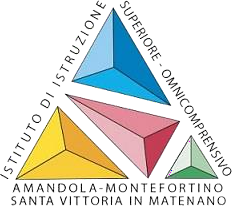 ISTITUTO DI ISTRUZIONE
SUPERIORE - OMNICOMPRENSIVO
AMANDOLA-MONTEFORTINO
SANTA VITTORIA IN MATENANO